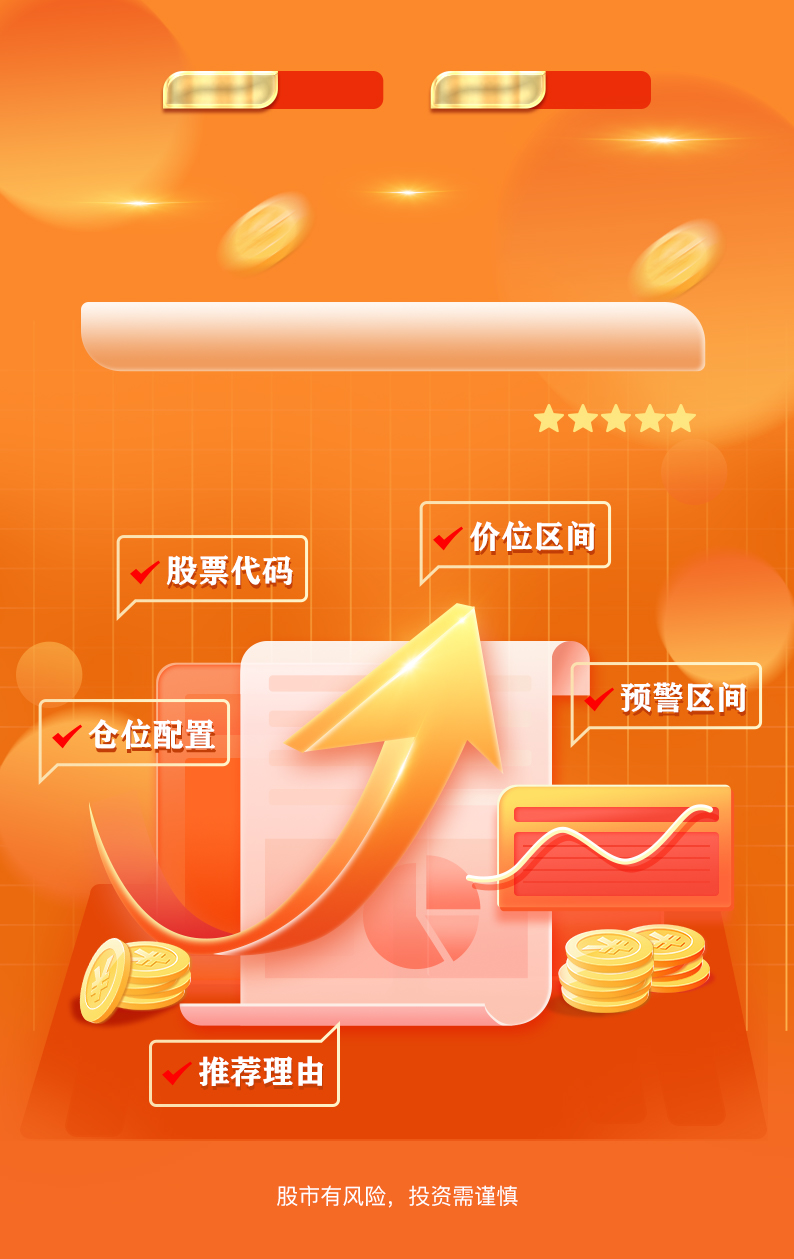 价位区间
股票代码
预警区间
仓位配置
推荐理由
股市有风险，投资需谨慎